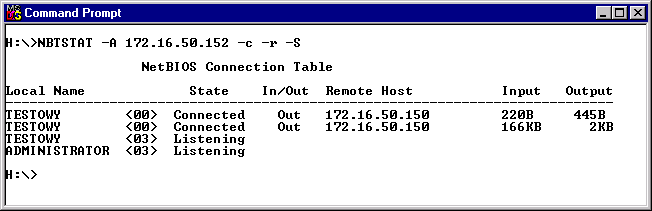 Command Prompt
H:\>NBTSTAT -A 172.16.50.152 -c -r -S
NetBIOS Connection Table
Local Name State In/Out Remote Host Input Output
TESTOWY <00> Connected Out 172.16.50.150 220B 445B
TESTOWY <00> Connected Out 172.16.50.150 166KB 2KB
TESTOWY <03> Listening
ADMINISTRATOR <03> Listening
H:\>